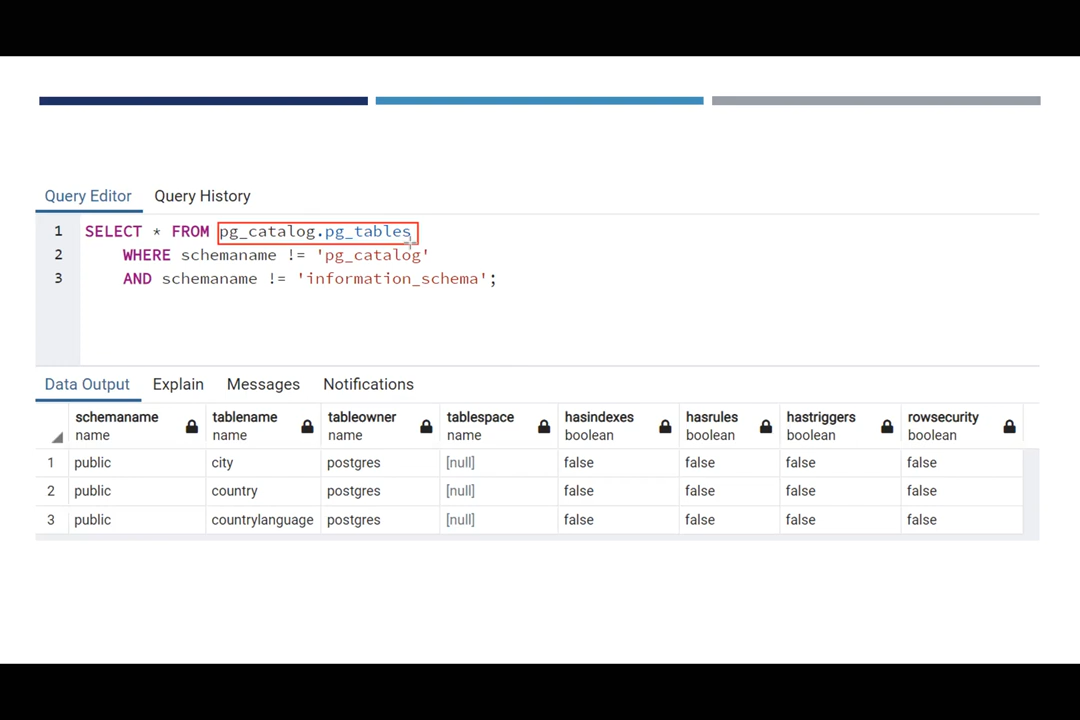 Query Editor Query History
1 SELECT * FROM pg_catalog.pg_tables
2 WHERE schemaname != 'pg_catalog'
3 AND schemaname != 'information_schema';
Data Output Explain Messages Notifications
schemaname tablename tableowner tablespace hasindexes hasrules hastriggers rowsecurity
name name name name boolean boolean boolean boolean
1 public city postgres [null] false false false false
2 public country postgres [null] false false false false
3 public countrylanguage postgres [null] false false false false